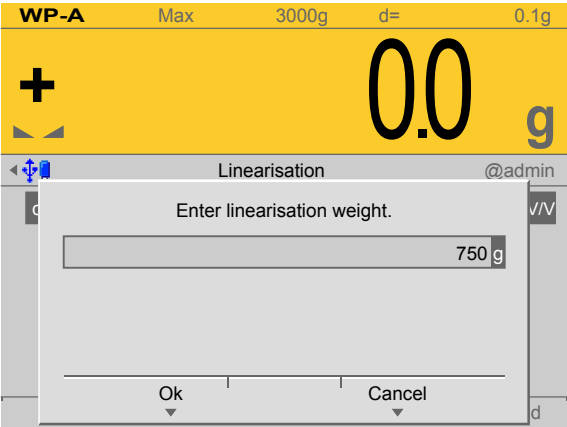 WP-A Max 3000g d= 0.1g
+ 0.0 g
Linearisation @admin
Enter linearisation weight.
750 g
V/V
Ok Cancel